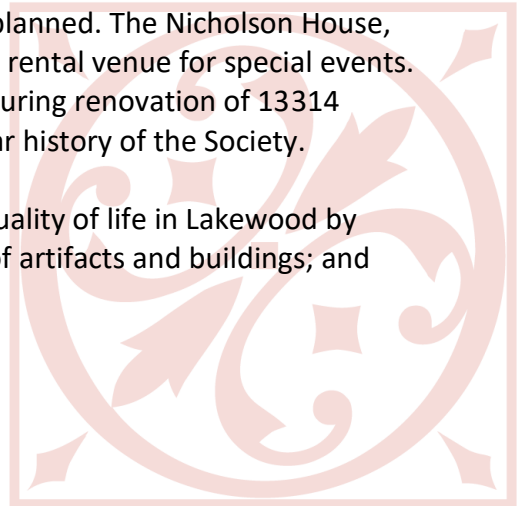 planned. The Nicholson House,
rental venue for special events.
uring renovation of 13314
ar history of the Society.
uality of life in Lakewood by
of artifacts and buildings; and